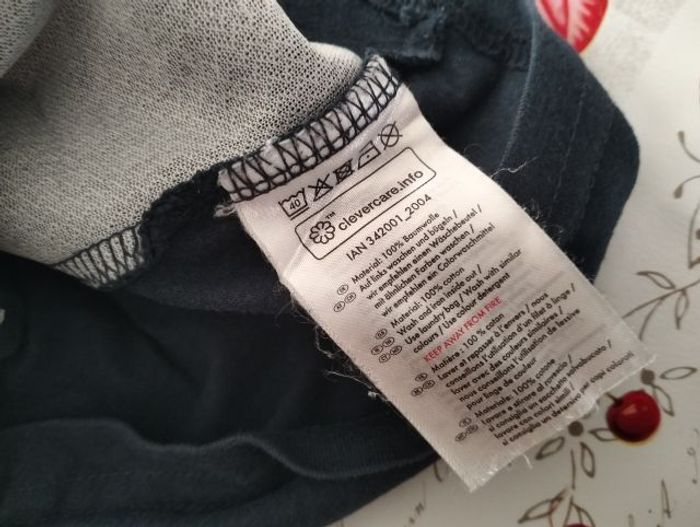 40
clevercare.info
IAN 342001_2004
Material: 100% Baumwolle
Auf links waschen und bügeln /
wir empfehlen einen Wäschebeutel /
mit ähnlichen Farben waschen /
wir empfehlen ein Colorwaschmittel
Material: 100% cotton
Wash and iron inside out /
Use laundry bag / Wash with similar
colours / Use colour detergent
KEEP AWAY FROM FIRE
Matière : 100 % coton
Laver et repasser à l'envers / nous
conseillons l'utilisation d'un filet à linge /
laver avec des couleurs similaires /
nous conseillons utilisation de lessive
pour linge de couleur
Materiale: 100% cotone
Lavare e stirare al rovescio /
si consiglia un sacchetto salvabucato /
lavare con colori simili /
si consiglia un detersivo per capi colorati